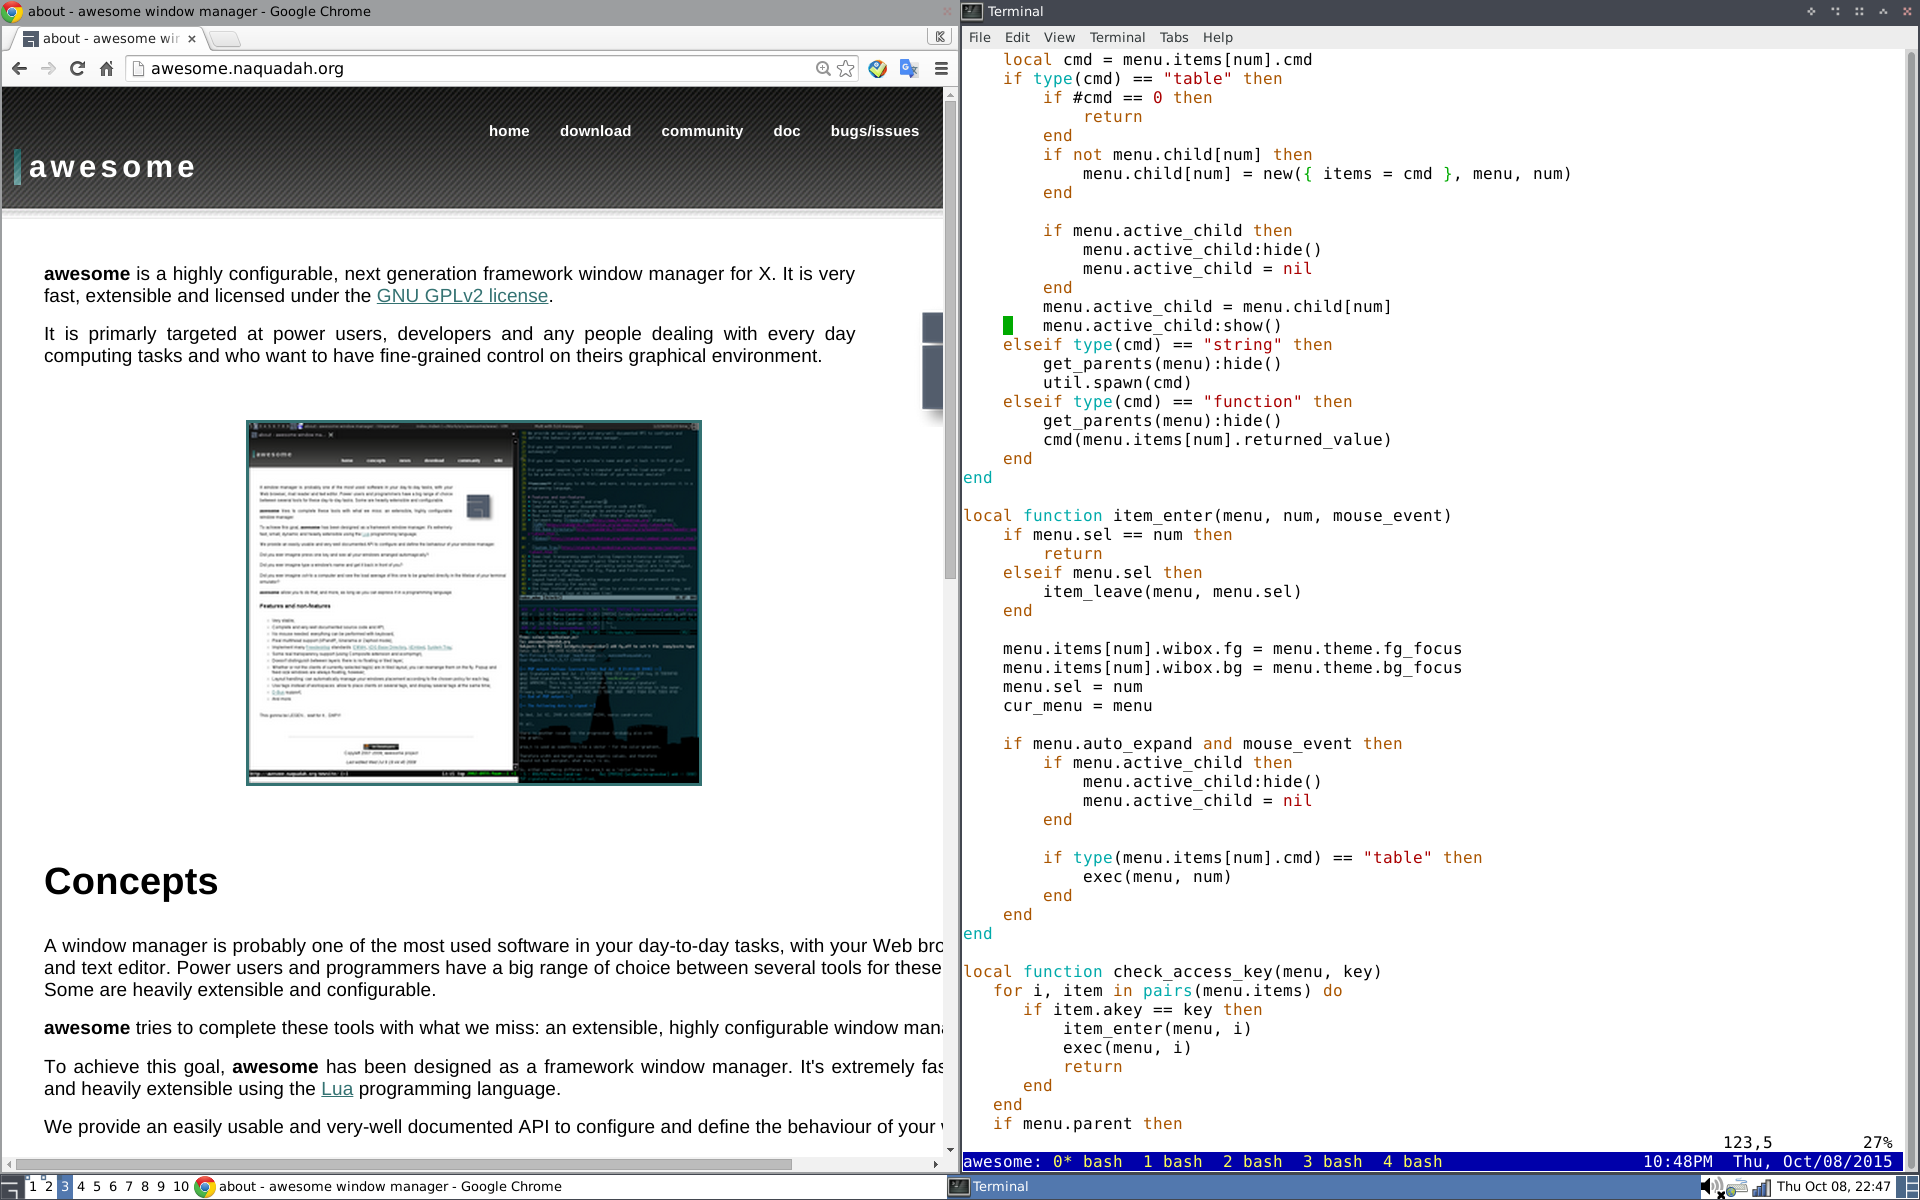 about - awesome window manager - Google Chrome
about - awesome wir
awesome.naquadah.org
home download community doc bugs/issues
awesome
awesome is a highly configurable, next generation framework window manager for X. It is very
fast, extensible and licensed under the GNU GPLv2 license.
It is primarly targeted at power users, developers and any people dealing with every day
computing tasks and who want to have fine-grained control on theirs graphical environment.
awesome
Features and non-features
Concepts
A window manager is probably one of the most used software in your day-to-day tasks, with your Web bro
and text editor. Power users and programmers have a big range of choice between several tools for these
Some are heavily extensible and configurable.
awesome tries to complete these tools with what we miss: an extensible, highly configurable window mana
To achieve this goal, awesome has been designed as a framework window manager. It's extremely fas
and heavily extensible using the Lua programming language.
We provide an easily usable and very-well documented API to configure and define the behaviour of your
Terminal
File Edit View Terminal Tabs Help
    local cmd = menu.items[num].cmd
    if type(cmd) == "table" then
        if #cmd == 0 then
            return
        end
        if not menu.child[num] then
            menu.child[num] = new({ items = cmd }, menu, num)
        end
        if menu.active_child then
            menu.active_child:hide()
            menu.active_child = nil
        end
        menu.active_child = menu.child[num]
        menu.active_child:show()
    elseif type(cmd) == "string" then
        get_parents(menu):hide()
        util.spawn(cmd)
    elseif type(cmd) == "function" then
        get_parents(menu):hide()
        cmd(menu.items[num].returned_value)
    end
end
local function item_enter(menu, num, mouse_event)
    if menu.sel == num then
        return
    elseif menu.sel then
        item_leave(menu, menu.sel)
    end
    menu.items[num].wibox.fg = menu.theme.fg_focus
    menu.items[num].wibox.bg = menu.theme.bg_focus
    menu.sel = num
    cur_menu = menu
    if menu.auto_expand and mouse_event then
        if menu.active_child then
            menu.active_child:hide()
            menu.active_child = nil
        end
        if type(menu.items[num].cmd) == "table" then
            exec(menu, num)
        end
    end
end
local function check_access_key(menu, key)
   for i, item in pairs(menu.items) do
      if item.akey == key then
          item_enter(menu, i)
          exec(menu, i)
          return
      end
   end
   if menu.parent then
123,5 27%
awesome: 0* bash 1 bash 2 bash 3 bash 4 bash 10:48PM Thu, Oct/08/2015
1 2 3 4 5 6 7 8 9 10 about - awesome window manager - Google Chrome Terminal Thu Oct 08, 22:47